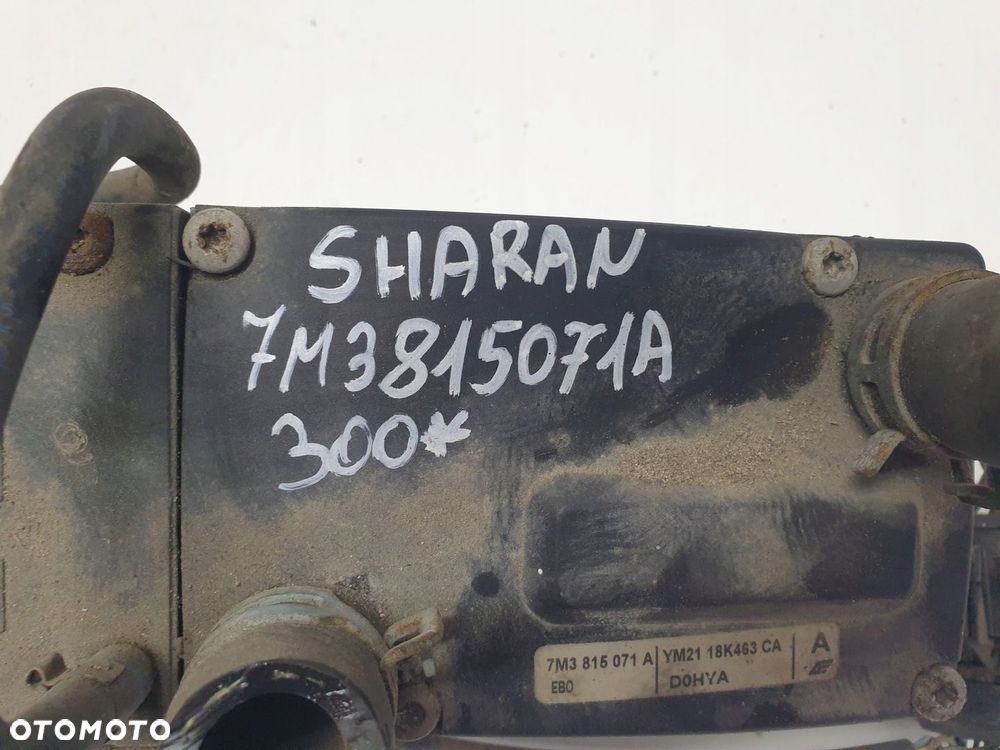 SHARAN
7M3815071A
300*
7M3 815 071 A YM21 18K463 CA A
EBO D0HYA
OTOMOTO